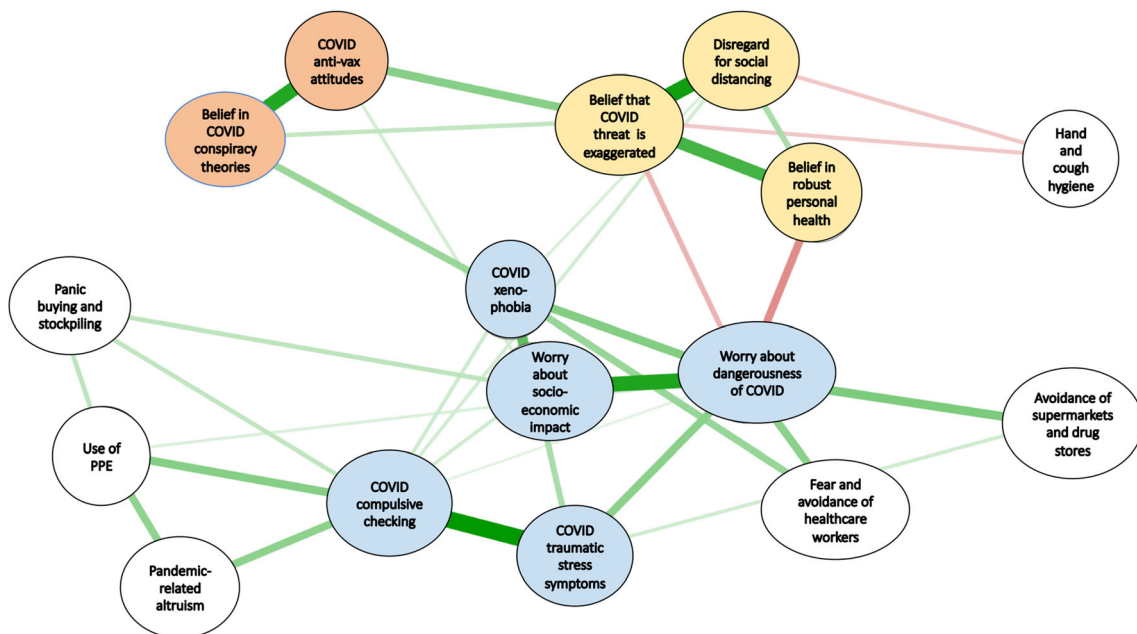 COVID
anti-vax
attitudes
Disregard
for social
distancing
Belief in
COVID
conspiracy
theories
Belief that
COVID
threat is
exaggerated
Hand
and
cough
hygiene
Belief in
robust
personal
health
COVID
xeno-
phobia
Panic
buying and
stockpiling
Worry
about
socio-
economic
impact
Worry about
dangerousness
of COVID
Avoidance of
supermarkets
and drug
stores
Use of
PPE
COVID
compulsive
checking
Fear and
avoidance of
healthcare
workers
COVID
traumatic
stress
symptoms
Pandemic-
related
altruism